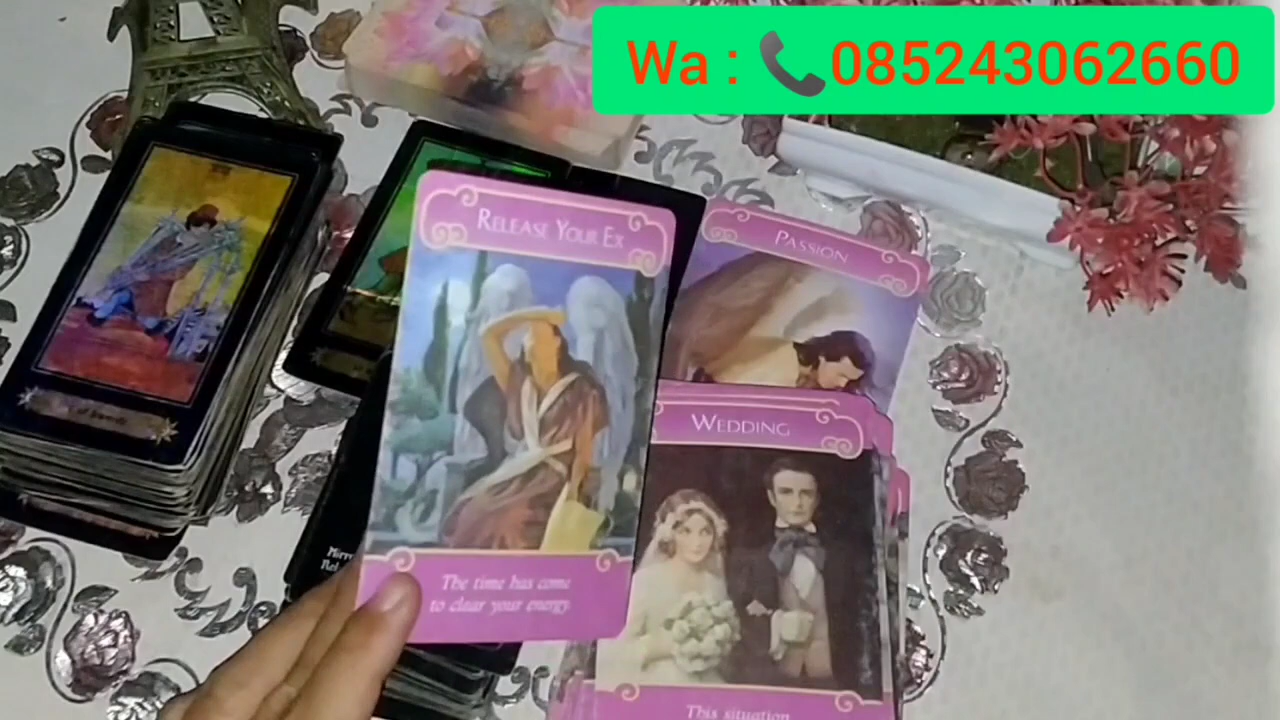 Wa : 📞085243062660
RELEASE YOUR EX
PASSION
WEDDING
The time has come
to clear your energy.
This situation